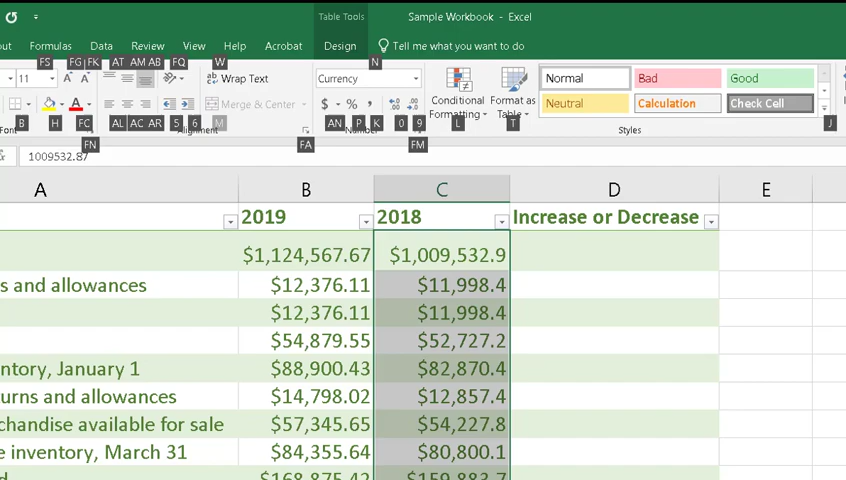 Table Tools
Sample Workbook - Excel
out Formulas Data Review View Help Acrobat Design Tell me what you want to do
FS FG FK AT AM AB FQ W N
11 A A Wrap Text Currency
Conditional Formatting
Format as Table
Normal Bad Good
Neutral Calculation Check Cell
A Merge & Center $ % , .00
B H FC AL AC AR 5 6 M AN P K 0 9 L T J
Font Alignment Number Styles
FN FA FM
fx 1009532.87
A B C D E
2019 2018 Increase or Decrease
$1,124,567.67 $1,009,532.9
s and allowances $12,376.11 $11,998.4
$12,376.11 $11,998.4
$54,879.55 $52,727.2
ntory, January 1 $88,900.43 $82,870.4
urns and allowances $14,798.02 $12,857.4
chandise available for sale $57,345.65 $54,227.8
e inventory, March 31 $84,355.64 $80,800.1
d $168,875.42 $159,883.7